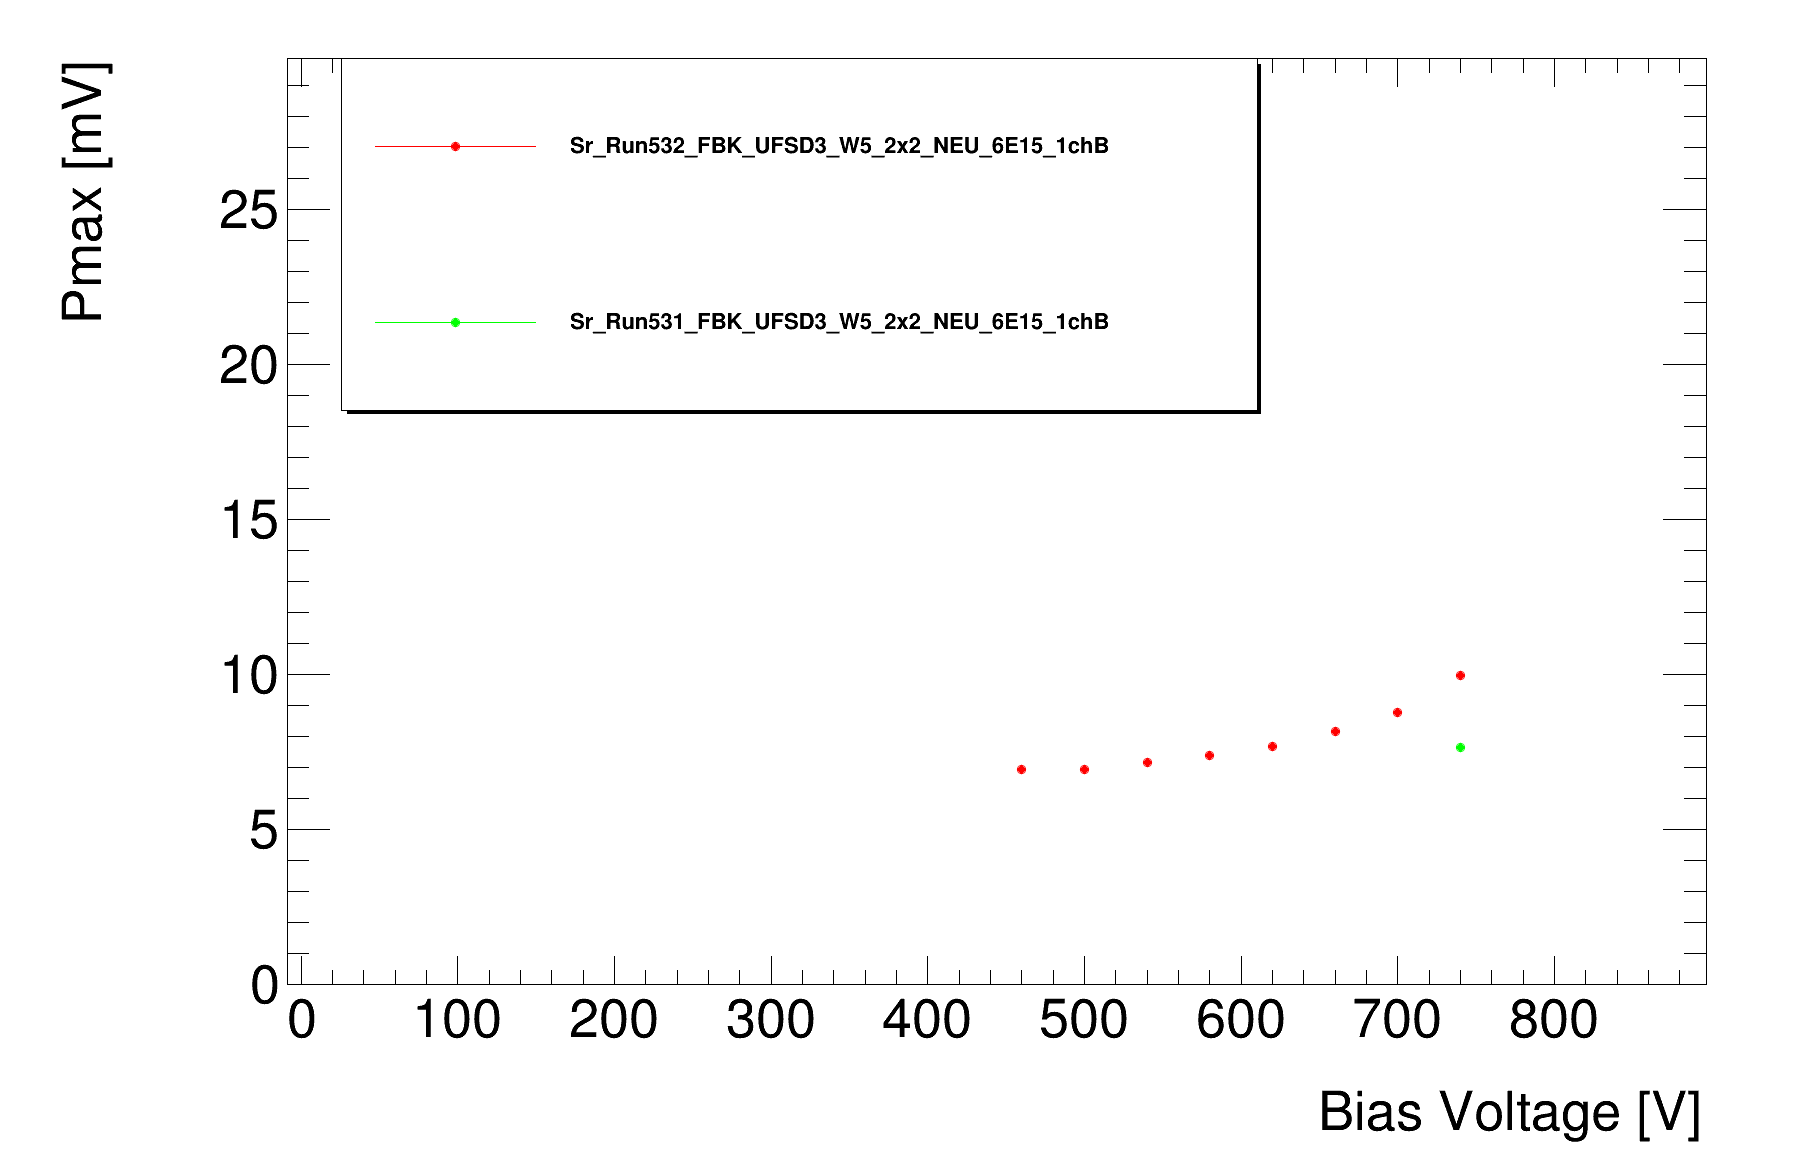 Pmax [mV]
Sr_Run532_FBK_UFSD3_W5_2x2_NEU_6E15_1chB
Sr_Run531_FBK_UFSD3_W5_2x2_NEU_6E15_1chB
25
20
15
10
5
0
0 100 200 300 400 500 600 700 800
Bias Voltage [V]